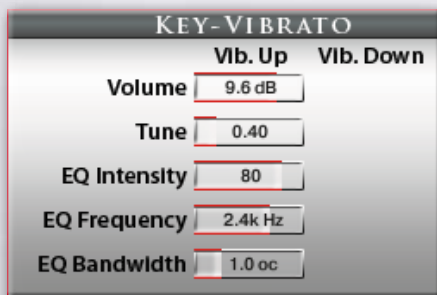 KEY-VIBRATO
Vib. Up Vib. Down
Volume 9.6 dB
Tune 0.40
EQ Intensity 80
EQ Frequency 2.4k Hz
EQ Bandwidth 1.0 oc